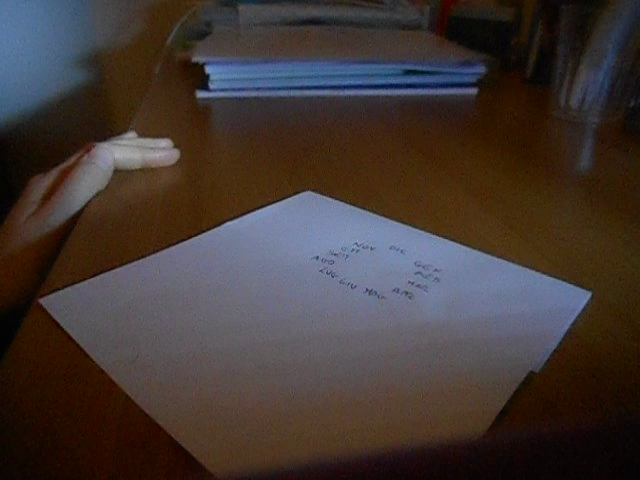 NOV DIC GEN
FEB
MAR
APR
MAG
GIU
LUG
AGO
SET
OTT